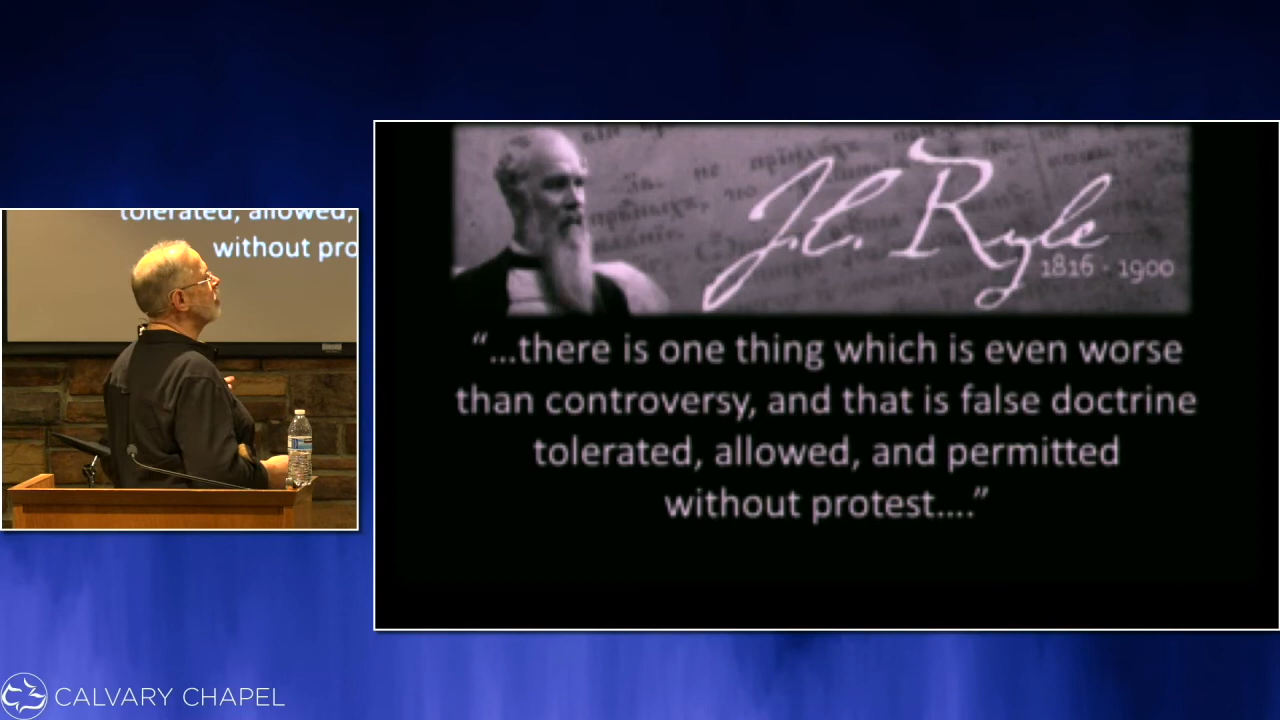 tolerated, allowed,
without pro
J.C. Ryle
1816 - 1900
“...there is one thing which is even worse
than controversy, and that is false doctrine
tolerated, allowed, and permitted
without protest....”
CALVARY CHAPEL